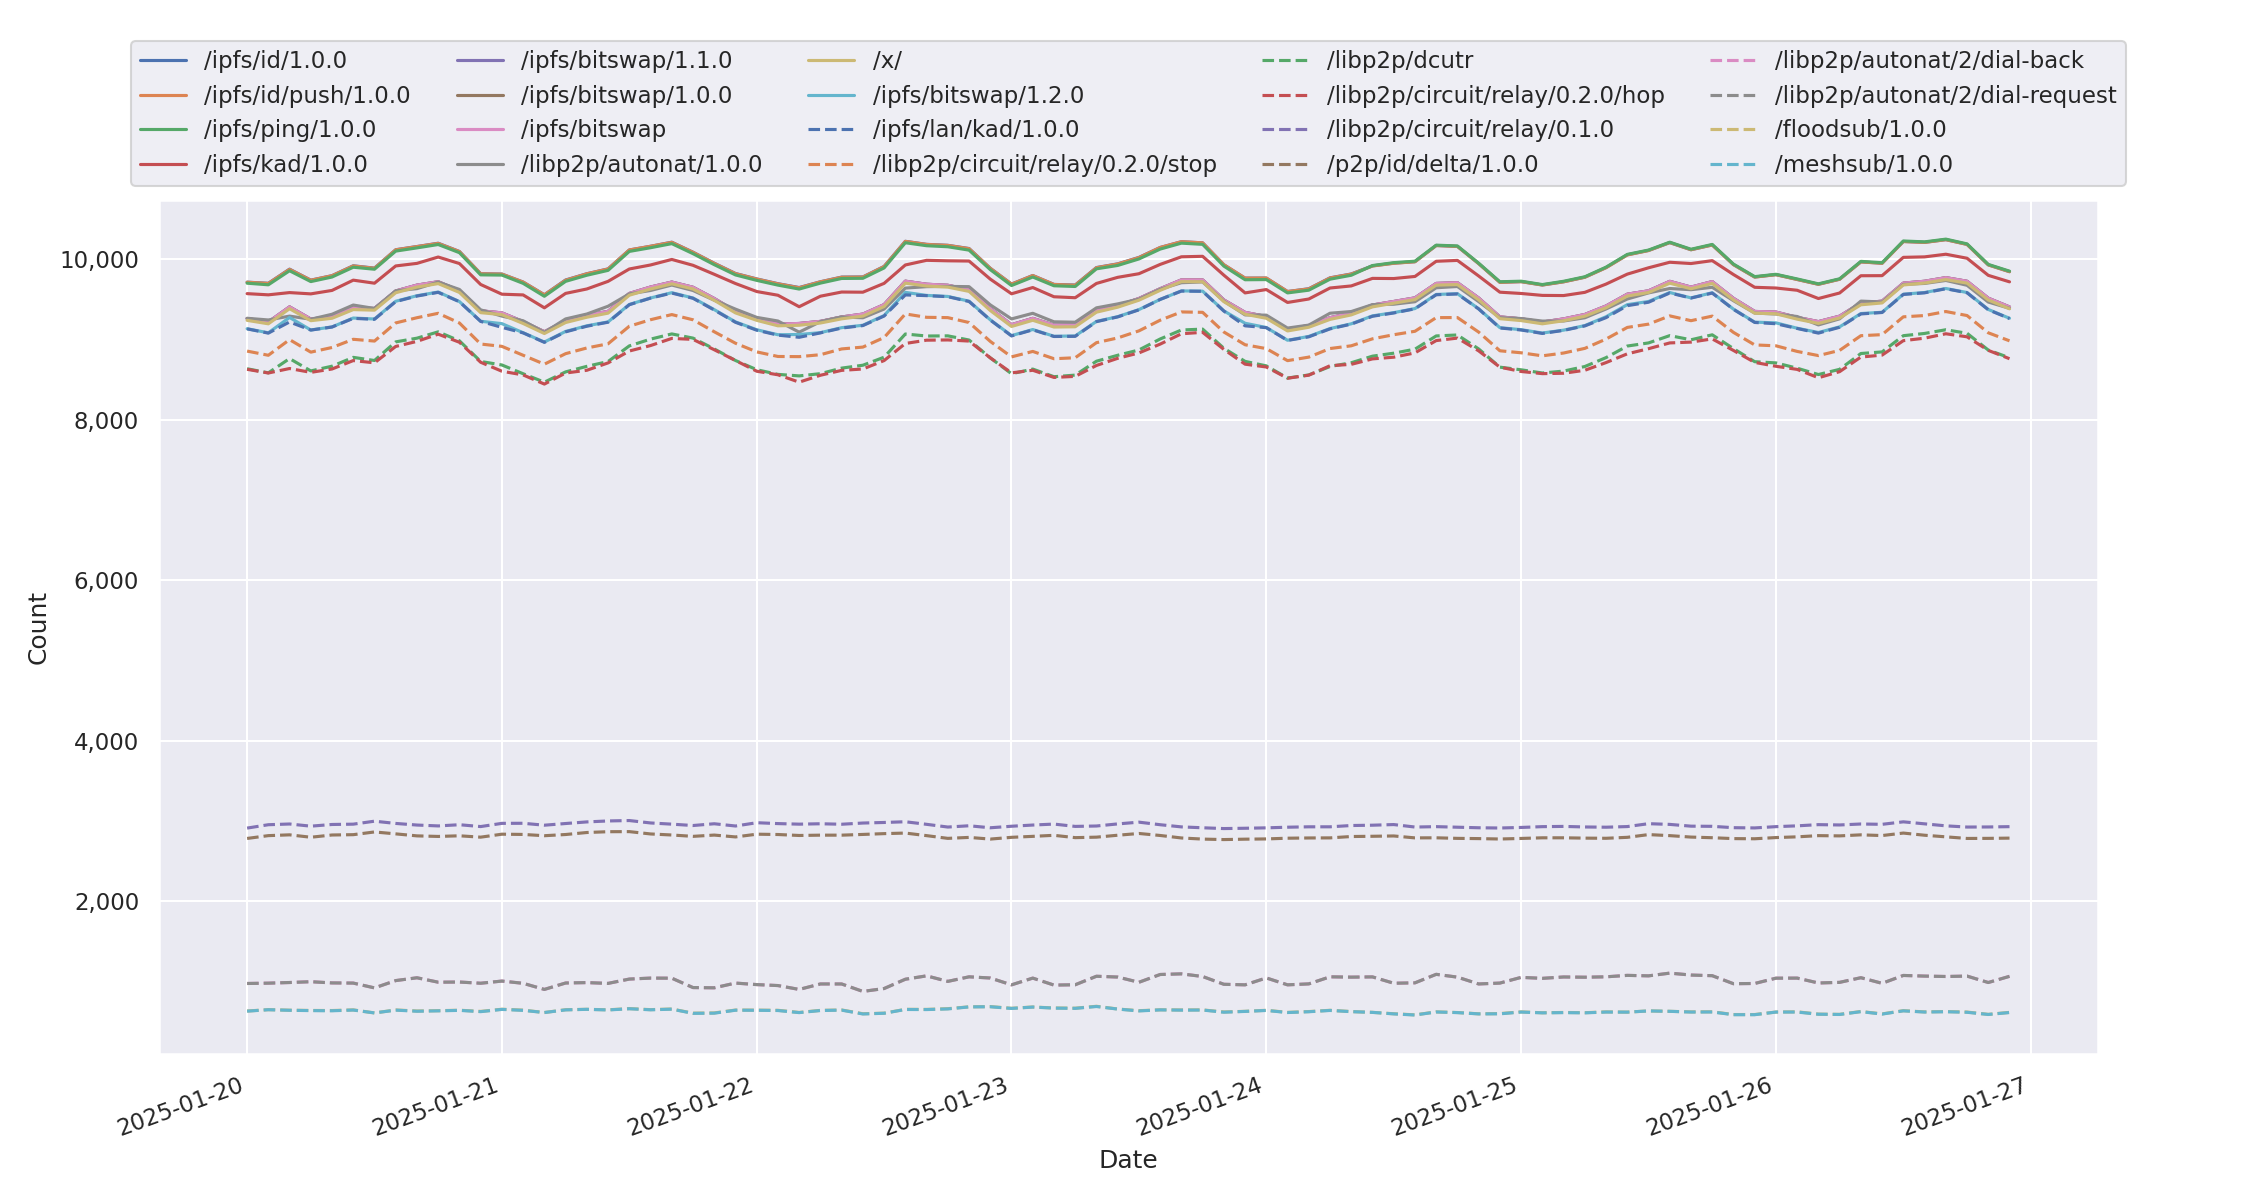 /ipfs/id/1.0.0
/ipfs/id/push/1.0.0
/ipfs/ping/1.0.0
/ipfs/kad/1.0.0
/ipfs/bitswap/1.1.0
/ipfs/bitswap/1.0.0
/ipfs/bitswap
/libp2p/autonat/1.0.0
/x/
/ipfs/bitswap/1.2.0
/ipfs/lan/kad/1.0.0
/libp2p/circuit/relay/0.2.0/stop
/libp2p/dcutr
/libp2p/circuit/relay/0.2.0/hop
/libp2p/circuit/relay/0.1.0
/p2p/id/delta/1.0.0
/libp2p/autonat/2/dial-back
/libp2p/autonat/2/dial-request
/floodsub/1.0.0
/meshsub/1.0.0
10,000
8,000
6,000
4,000
2,000
Count
2025-01-20
2025-01-21
2025-01-22
2025-01-23
2025-01-24
2025-01-25
2025-01-26
2025-01-27
Date